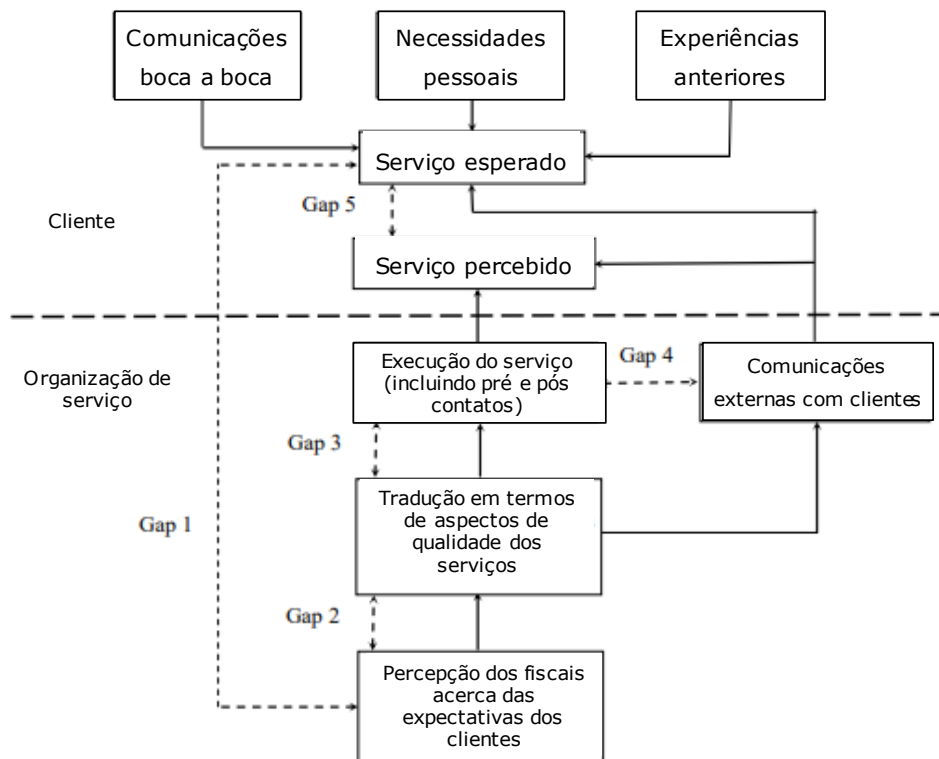 Comunicações
boca a boca
Necessidades
pessoais
Experiências
anteriores
Serviço esperado
Gap 5
Cliente
Serviço percebido
Organização de
serviço
Execução do serviço
(incluindo pré e pós
contatos)
Gap 4
Comunicações
externas com clientes
Gap 3
Tradução em termos
de aspectos de
qualidade dos
serviços
Gap 1
Gap 2
Percepção dos fiscais
acerca das
expectativas dos
clientes